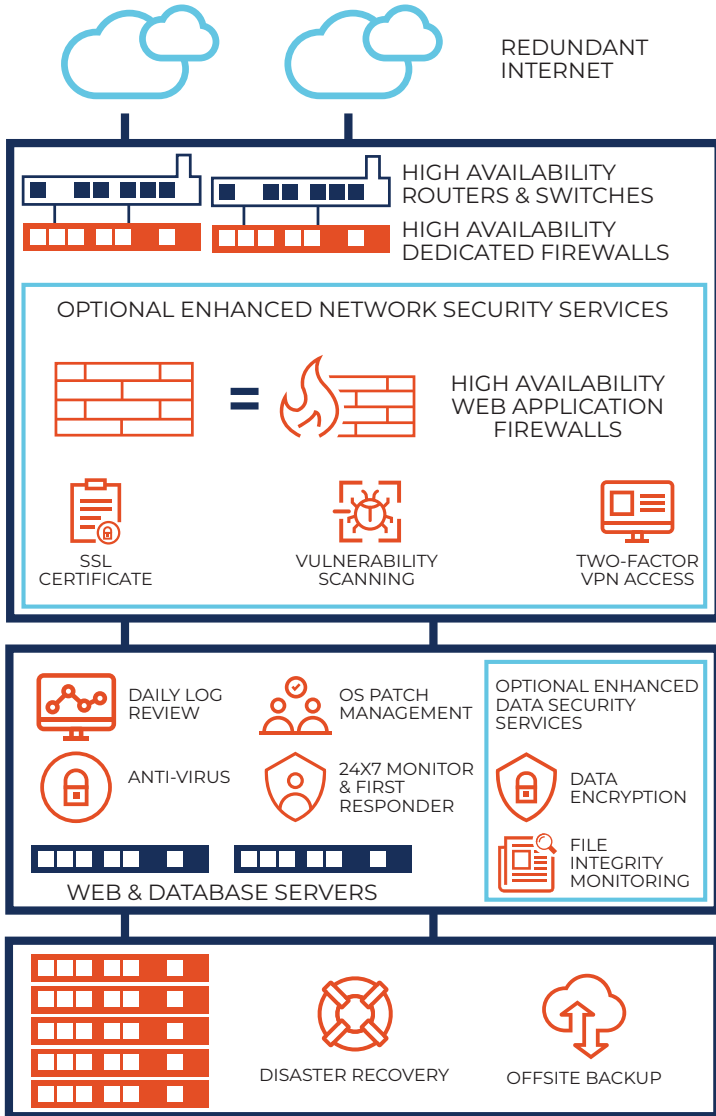 REDUNDANT
INTERNET
HIGH AVAILABILITY
ROUTERS & SWITCHES
HIGH AVAILABILITY
DEDICATED FIREWALLS
OPTIONAL ENHANCED NETWORK SECURITY SERVICES
HIGH AVAILABILITY
WEB APPLICATION
FIREWALLS
SSL
CERTIFICATE
VULNERABILITY
SCANNING
TWO-FACTOR
VPN ACCESS
DAILY LOG
REVIEW
OS PATCH
MANAGEMENT
ANTI-VIRUS
24X7 MONITOR
& FIRST
RESPONDER
OPTIONAL ENHANCED
DATA SECURITY
SERVICES
DATA
ENCRYPTION
FILE
INTEGRITY
MONITORING
WEB & DATABASE SERVERS
DISASTER RECOVERY
OFFSITE BACKUP